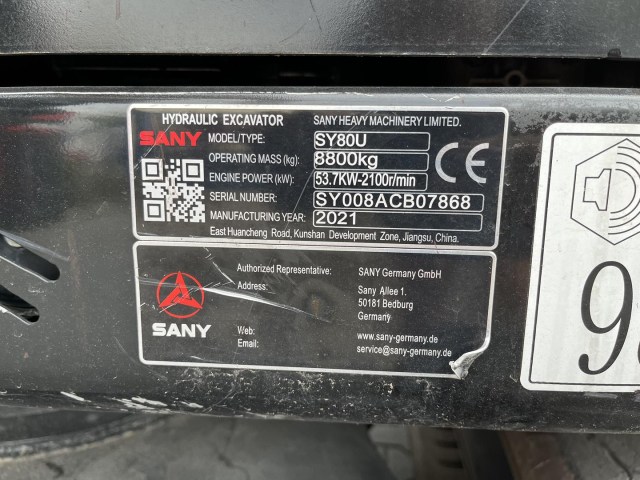 HYDRAULIC EXCAVATOR SANY HEAVY MACHINERY LIMITED.
SANY MODEL/TYPE: SY80U
OPERATING MASS (kg): 8800kg
ENGINE POWER (kW): 53.7KW-2100r/min
SERIAL NUMBER: SY008ACB07868
MANUFACTURING YEAR: 2021
East Huancheng Road, Kunshan Development Zone, Jiangsu, China.
CE
Authorized Representative: SANY Germany GmbH
Address: Sany Allee 1,
50181 Bedburg
Germany
SANY
Web: www.sany-germany.com
Email: service@sany-germany.de